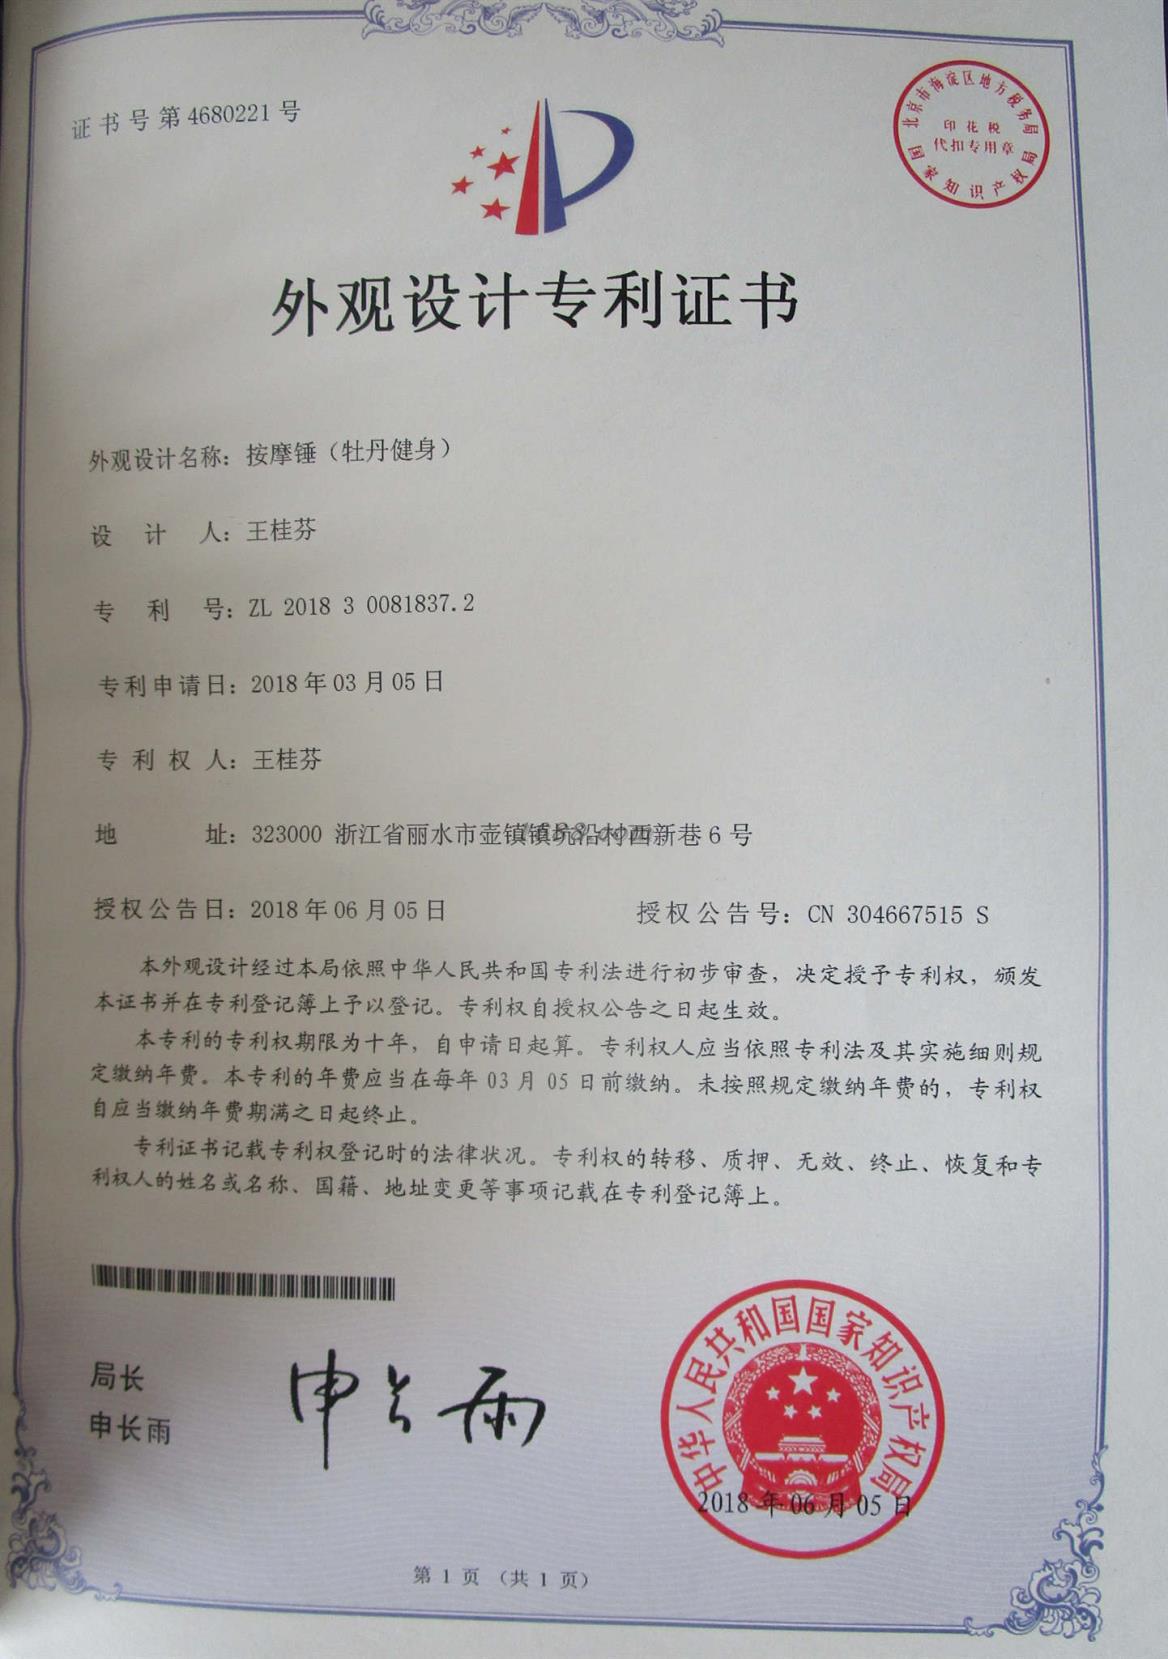 证书号第4680221号
北京市海淀区地方税务局
印花税
代扣专用章
国家知识产权局
外观设计专利证书
外观设计名称：按摩锤（牡丹健身）
设计人：王桂芬
专利号：ZL 2018 3 0081837.2
专利申请日：2018年03月05日
专利权人：王桂芬
地址：323000 浙江省丽水市壶镇镇坑沿村西新巷6号
1688.com
授权公告日：2018年06月05日 授权公告号：CN 304667515 S
本外观设计经过本局依照中华人民共和国专利法进行初步审查，决定授予专利权，颁发
本证书并在专利登记簿上予以登记。专利权自授权公告之日起生效。
本专利的专利权期限为十年，自申请日起算。专利权人应当依照专利法及其实施细则规
定缴纳年费。本专利的年费应当在每年03月05日前缴纳。未按照规定缴纳年费的，专利权
自应当缴纳年费期满之日起终止。
专利证书记载专利权登记时的法律状况。专利权的转移、质押、无效、终止、恢复和专
利权人的姓名或名称、国籍、地址变更等事项记载在专利登记簿上。
局长
申长雨
申长雨
中华人民共和国国家知识产权局
2018年06月05日
第1页（共1页）